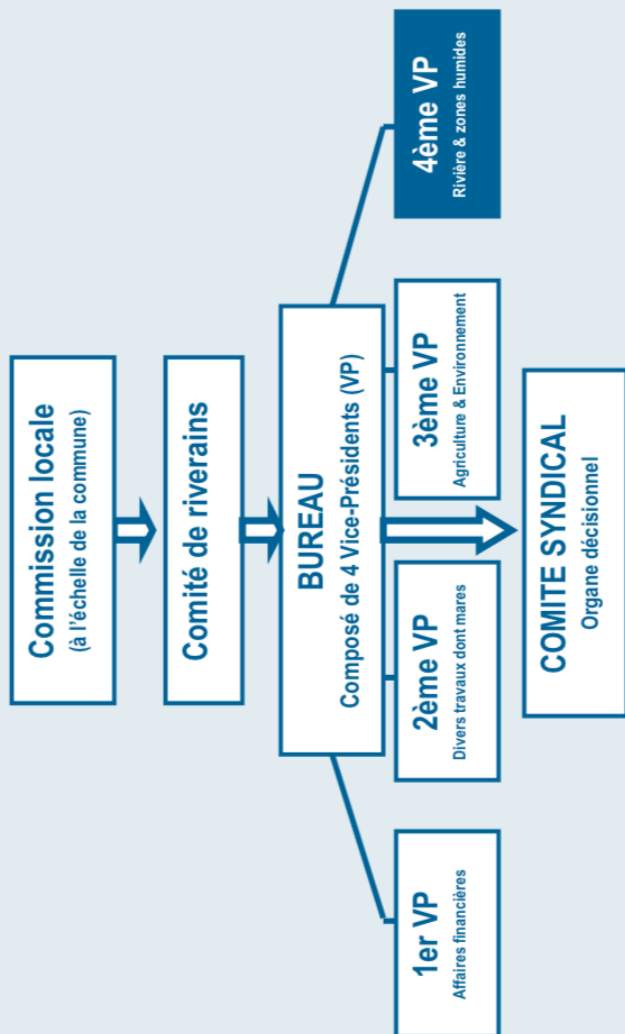 Commission locale
(à l'échelle de la commune)
Comité de riverains
BUREAU
Composé de 4 Vice-Présidents (VP)
1er VP
Affaires financières
2ème VP
Divers travaux dont mares
3ème VP
Agriculture & Environnement
4ème VP
Rivière & zones humides
COMITE SYNDICAL
Organe décisionnel